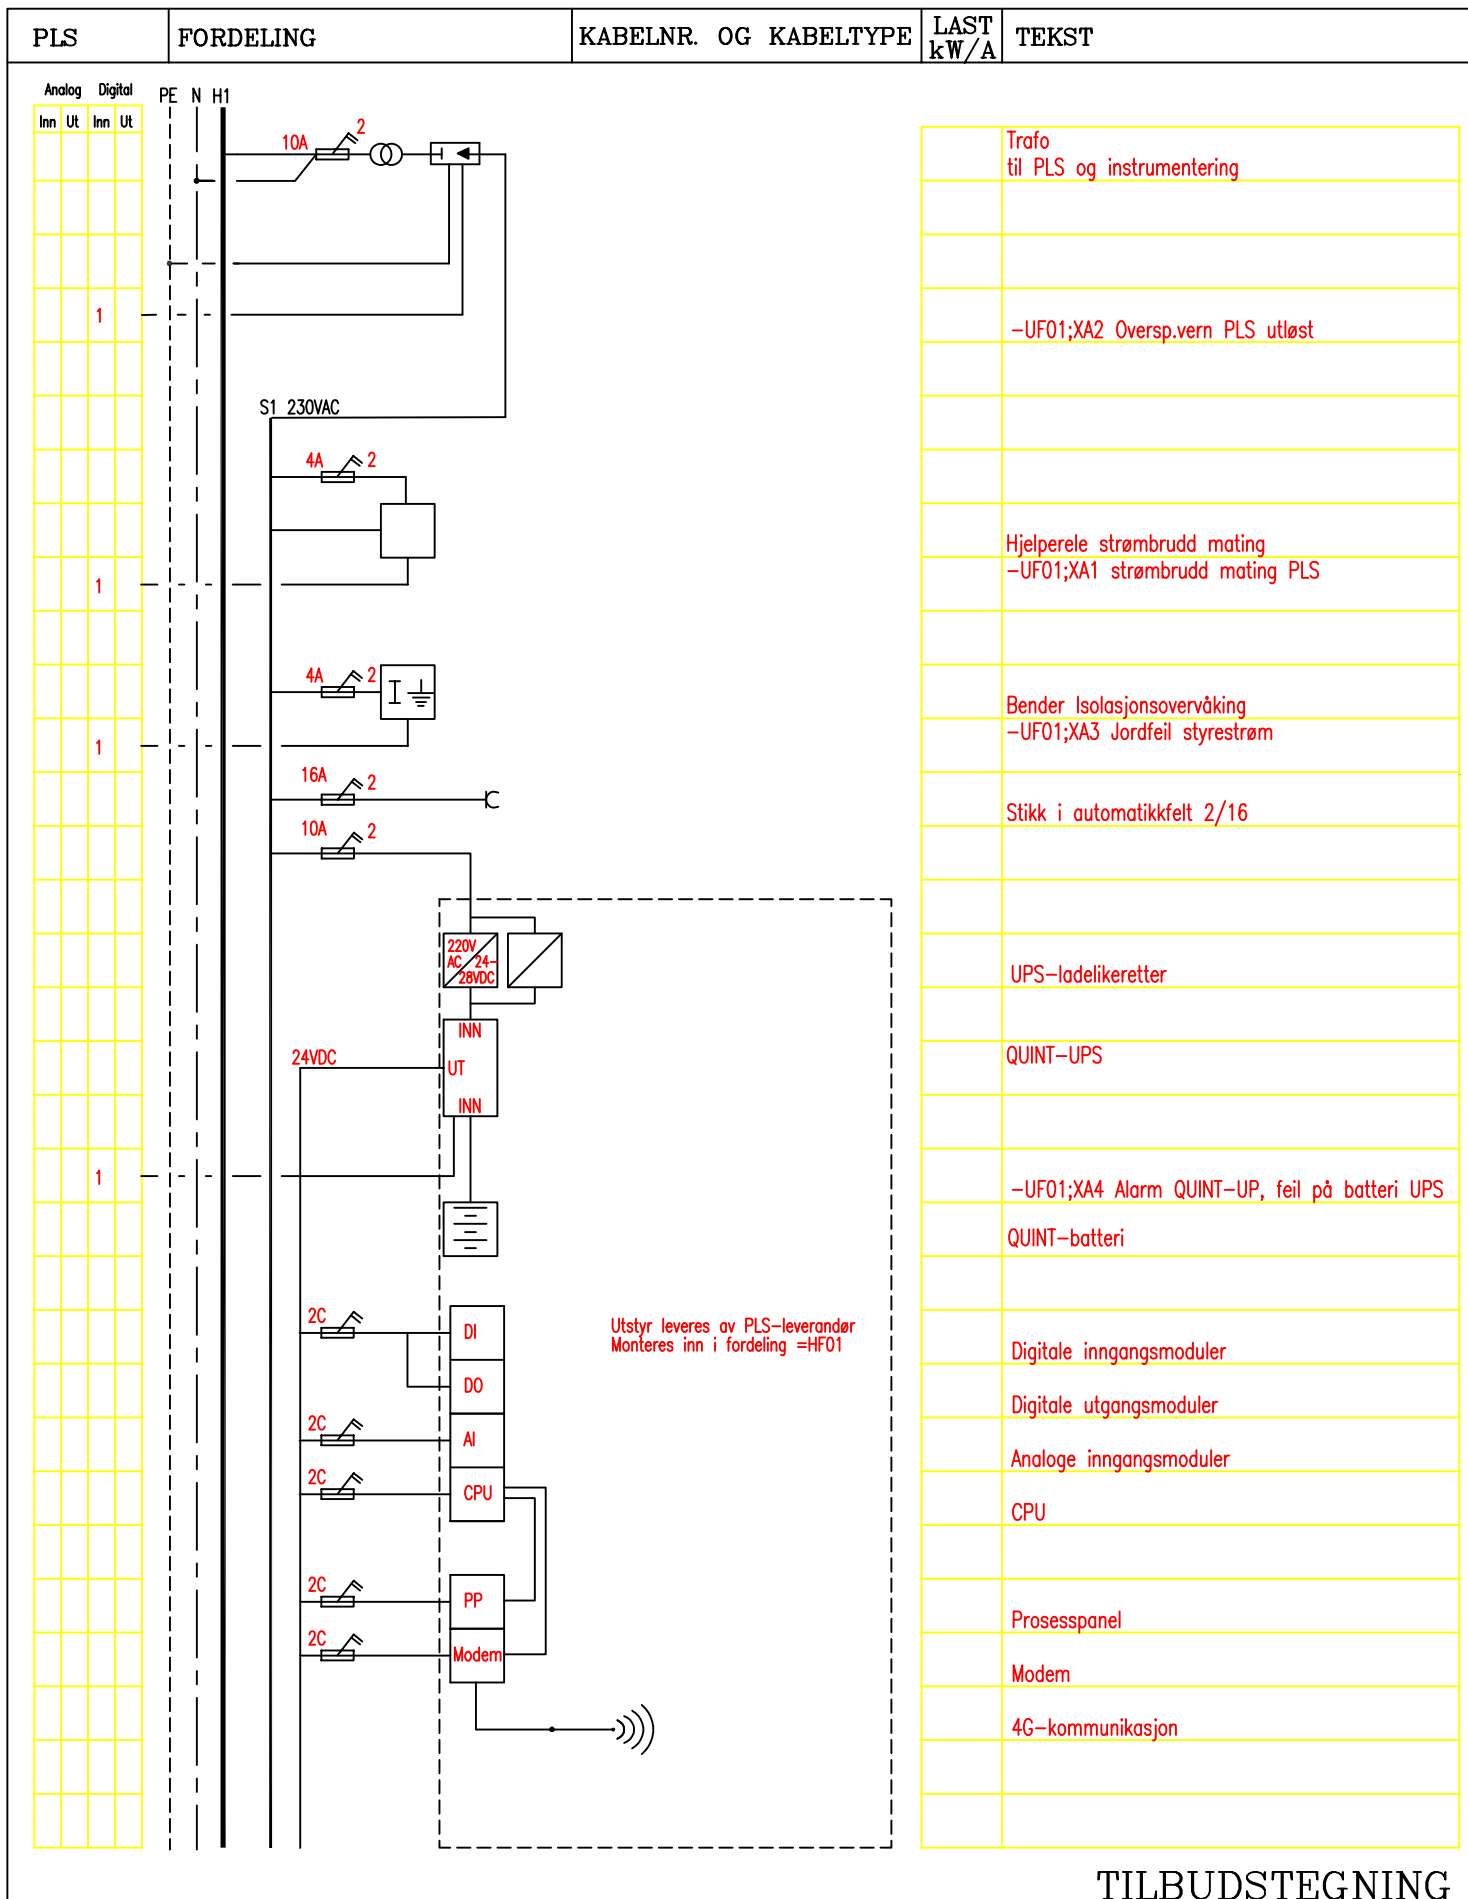 PLS FORDELING KABELNR. OG KABELTYPE LAST kW/A TEKST
Analog Digital
Inn Ut Inn Ut
PE N H1
10A 2
Trafo
til PLS og instrumentering
1
-UF01;XA2 Oversp.vern PLS utløst
S1 230VAC
4A 2
Hjelperele strømbrudd mating
1
-UF01;XA1 strømbrudd mating PLS
4A 2
Bender Isolasjonsovervåking
1
-UF01;XA3 Jordfeil styrestrøm
16A 2
Stikk i automatikkfelt 2/16
10A 2
220V
AC 24-
28VDC
UPS-ladelikeretter
INN
24VDC
UT
INN
QUINT-UPS
1
-UF01;XA4 Alarm QUINT-UP, feil på batteri UPS
QUINT-batteri
Utstyr leveres av PLS-leverandør
Monteres inn i fordeling =HF01
2C DI
Digitale inngangsmoduler
DO
Digitale utgangsmoduler
2C AI
Analoge inngangsmoduler
2C CPU
CPU
2C PP
Prosesspanel
2C Modem
Modem
4G-kommunikasjon
TILBUDSTEGNING